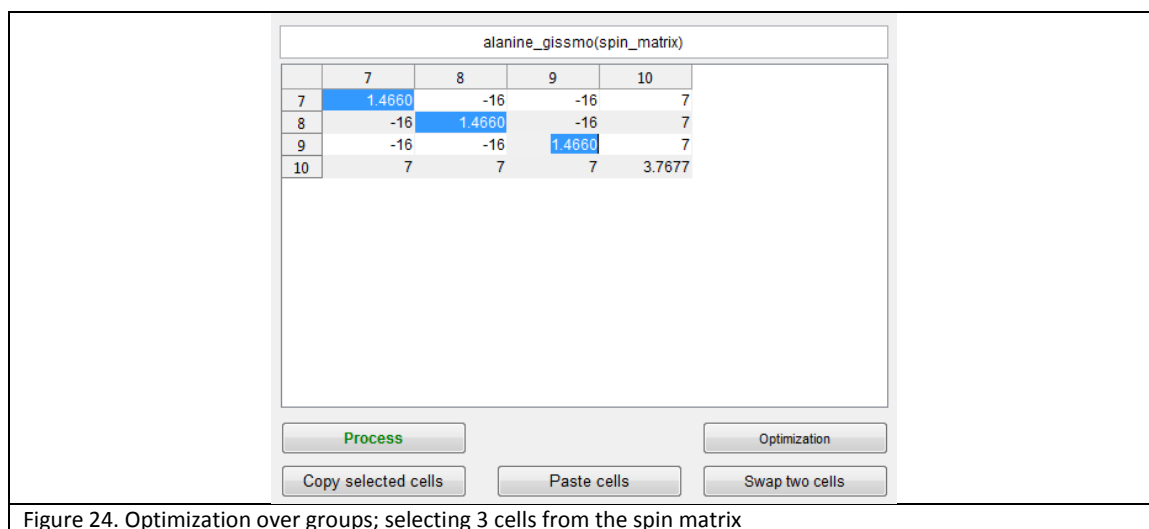 alanine_gissmo(spin_matrix)
7 8 9 10
7 1.4660 -16 -16 7
8 -16 1.4660 -16 7
9 -16 -16 1.4660 7
10 7 7 7 3.7677
Process Optimization
Copy selected cells Paste cells Swap two cells
Figure 24. Optimization over groups; selecting 3 cells from the spin matrix